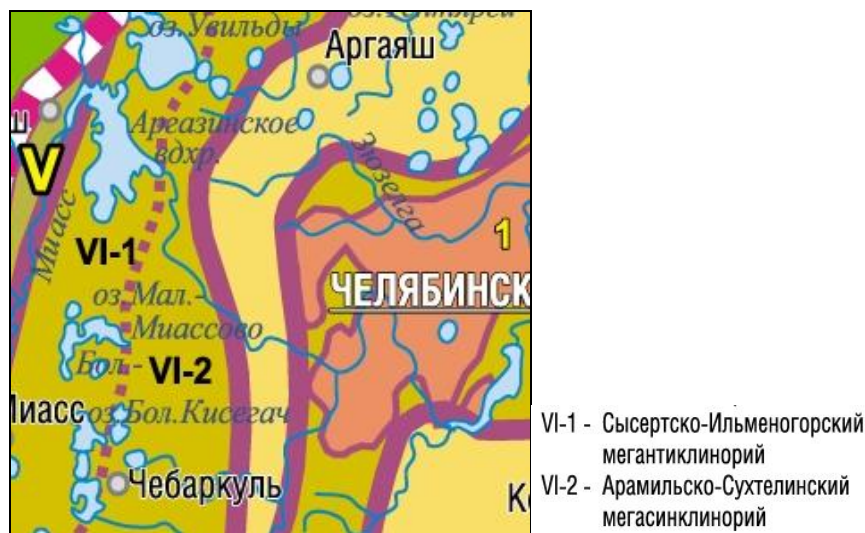 оз. Увильды
Аргаяш
Аргазинское
вдхр.
ш
V
Зюзелга
Миасс
1
VI-1
ЧЕЛЯБИНСК
оз. Мал.-
Миассово
Бол.-
VI-2
Миасс
оз. Бол. Кисегач
Чебаркуль
К
VI-1 - Сысертско-Ильменогорский
мегантиклинорий
VI-2 - Арамильско-Сухтелинский
мегасинклинорий